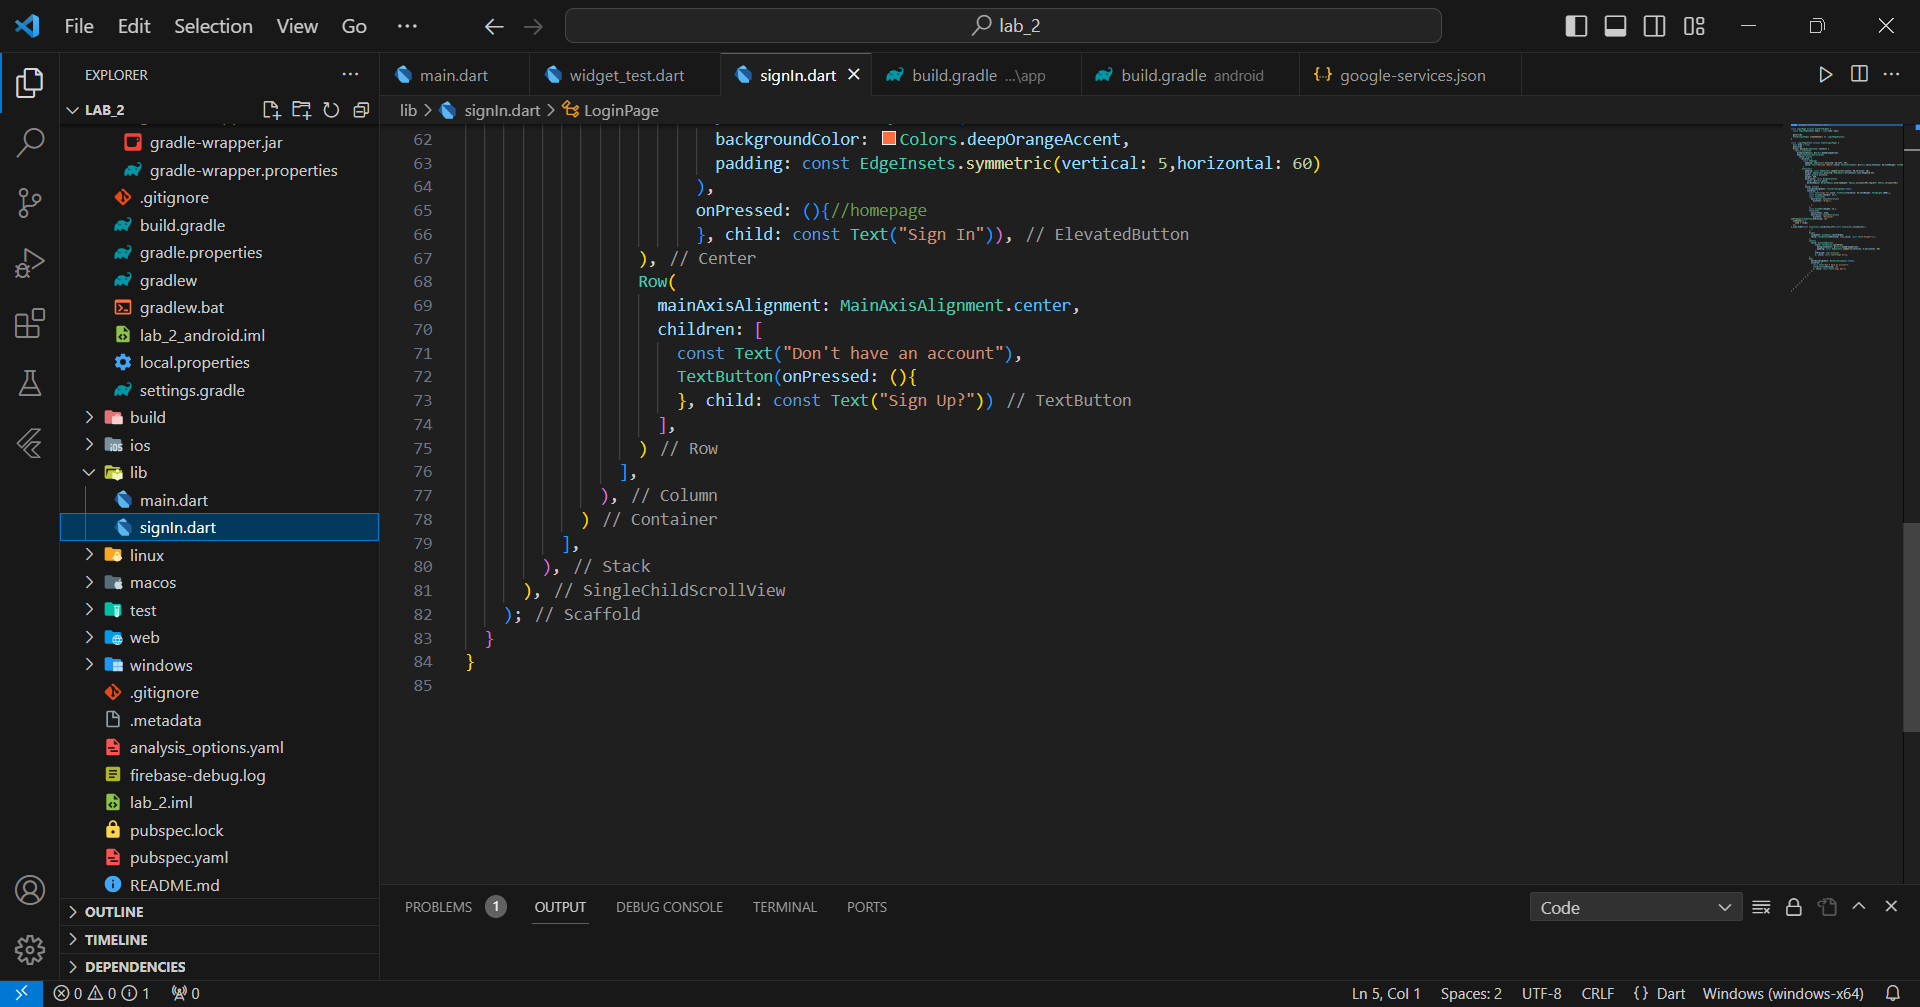 File Edit Selection View Go ··· lab_2
EXPLORER
LAB_2
gradle-wrapper.jar
gradle-wrapper.properties
.gitignore
build.gradle
gradle.properties
gradlew
gradlew.bat
lab_2_android.iml
local.properties
settings.gradle
build
ios
lib
main.dart
signIn.dart
linux
macos
test
web
windows
.gitignore
.metadata
analysis_options.yaml
firebase-debug.log
lab_2.iml
pubspec.lock
pubspec.yaml
README.md
OUTLINE
TIMELINE
DEPENDENCIES
main.dart widget_test.dart signIn.dart build.gradle ...\app build.gradle android google-services.json
lib > signIn.dart > LoginPage
62 backgroundColor: Colors.deepOrangeAccent,
63 padding: const EdgeInsets.symmetric(vertical: 5,horizontal: 60)
64 ),
65 onPressed: (){//homepage
66 }, child: const Text("Sign In")), // ElevatedButton
67 ), // Center
68 Row(
69 mainAxisAlignment: MainAxisAlignment.center,
70 children: [
71 const Text("Don't have an account"),
72 TextButton(onPressed: (){
73 }, child: const Text("Sign Up?")) // TextButton
74 ],
75 ) // Row
76 ],
77 ), // Column
78 ) // Container
79 ],
80 ), // Stack
81 ), // SingleChildScrollView
82 ); // Scaffold
83 }
84 }
85
PROBLEMS 1 OUTPUT DEBUG CONSOLE TERMINAL PORTS Code
0 0 1 0 Ln 5, Col 1 Spaces: 2 UTF-8 CRLF {} Dart Windows (windows-x64)